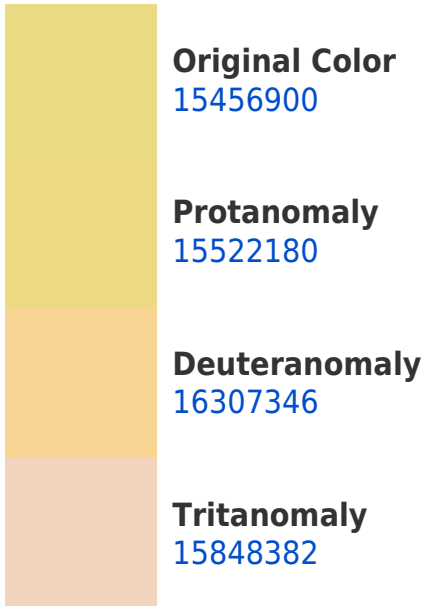 Original Color
15456900
Protanomaly
15522180
Deuteranomaly
16307346
Tritanomaly
15848382